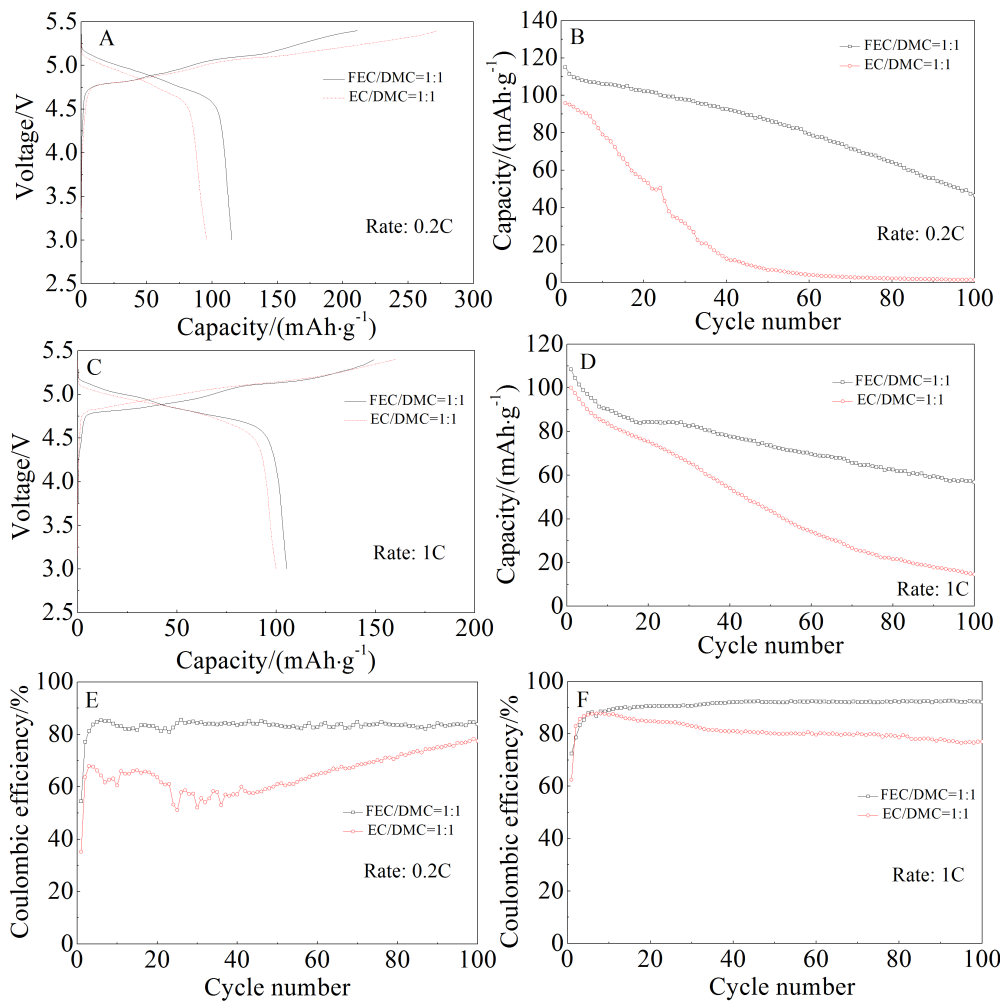 A
Voltage/V
5.5
5.0
4.5
4.0
3.5
3.0
2.5
FEC/DMC=1:1
EC/DMC=1:1
Rate: 0.2C
0 50 100 150 200 250 300
Capacity/(mAh·g⁻¹)
B
Capacity/(mAh·g⁻¹)
140
120
100
80
60
40
20
0
FEC/DMC=1:1
EC/DMC=1:1
Rate: 0.2C
0 20 40 60 80 100
Cycle number
C
Voltage/V
5.5
5.0
4.5
4.0
3.5
3.0
2.5
FEC/DMC=1:1
EC/DMC=1:1
Rate: 1C
0 50 100 150 200
Capacity/(mAh·g⁻¹)
D
Capacity/(mAh·g⁻¹)
120
100
80
60
40
20
0
FEC/DMC=1:1
EC/DMC=1:1
Rate: 1C
0 20 40 60 80 100
Cycle number
E
Coulombic efficiency/%
100
80
60
40
20
0
FEC/DMC=1:1
EC/DMC=1:1
Rate: 0.2C
0 20 40 60 80 100
Cycle number
F
Coulombic efficiency/%
100
80
60
40
20
0
FEC/DMC=1:1
EC/DMC=1:1
Rate: 1C
0 20 40 60 80 100
Cycle number